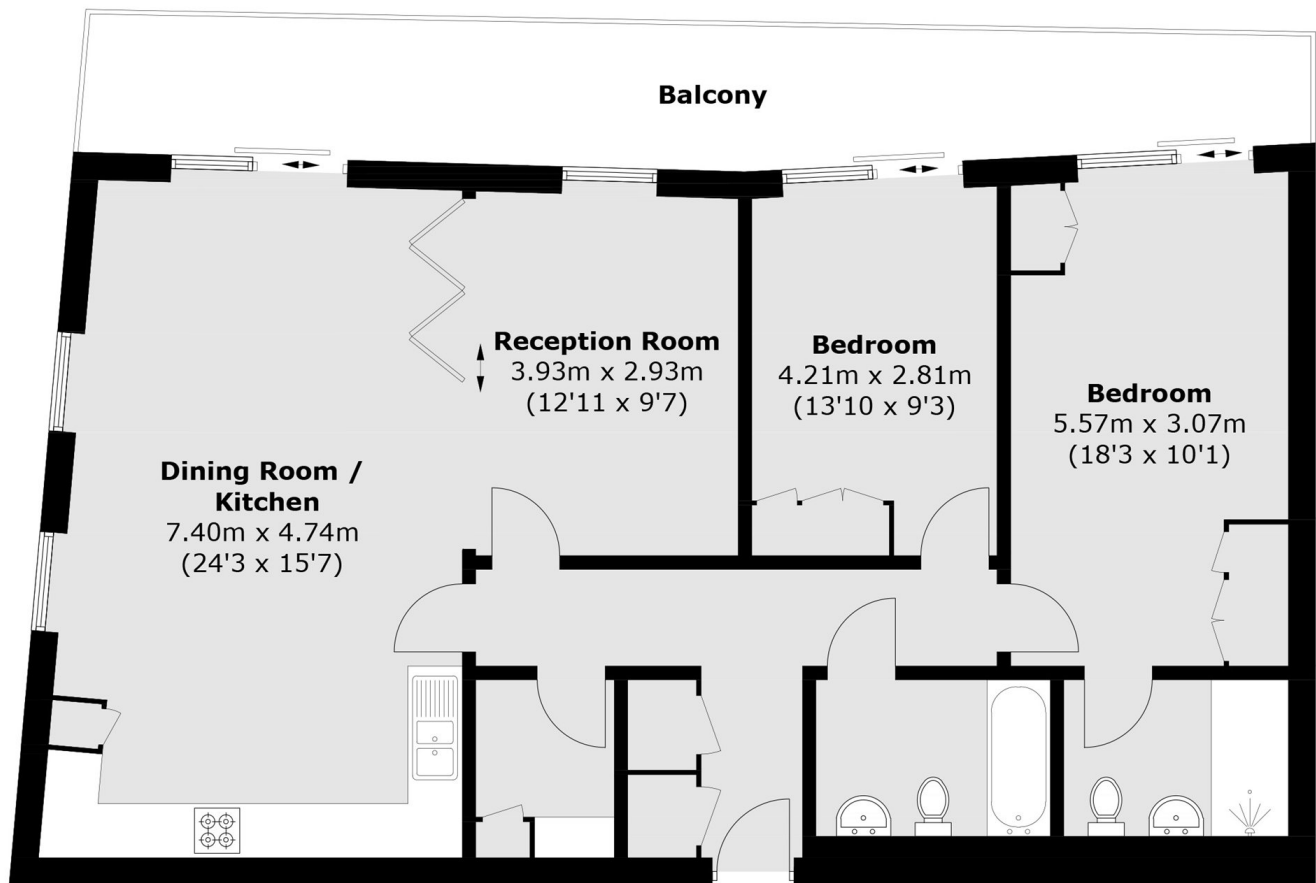 Balcony
Reception Room
3.93m x 2.93m
(12'11 x 9'7)
Bedroom
4.21m x 2.81m
(13'10 x 9'3)
Bedroom
5.57m x 3.07m
(18'3 x 10'1)
Dining Room /
Kitchen
7.40m x 4.74m
(24'3 x 15'7)